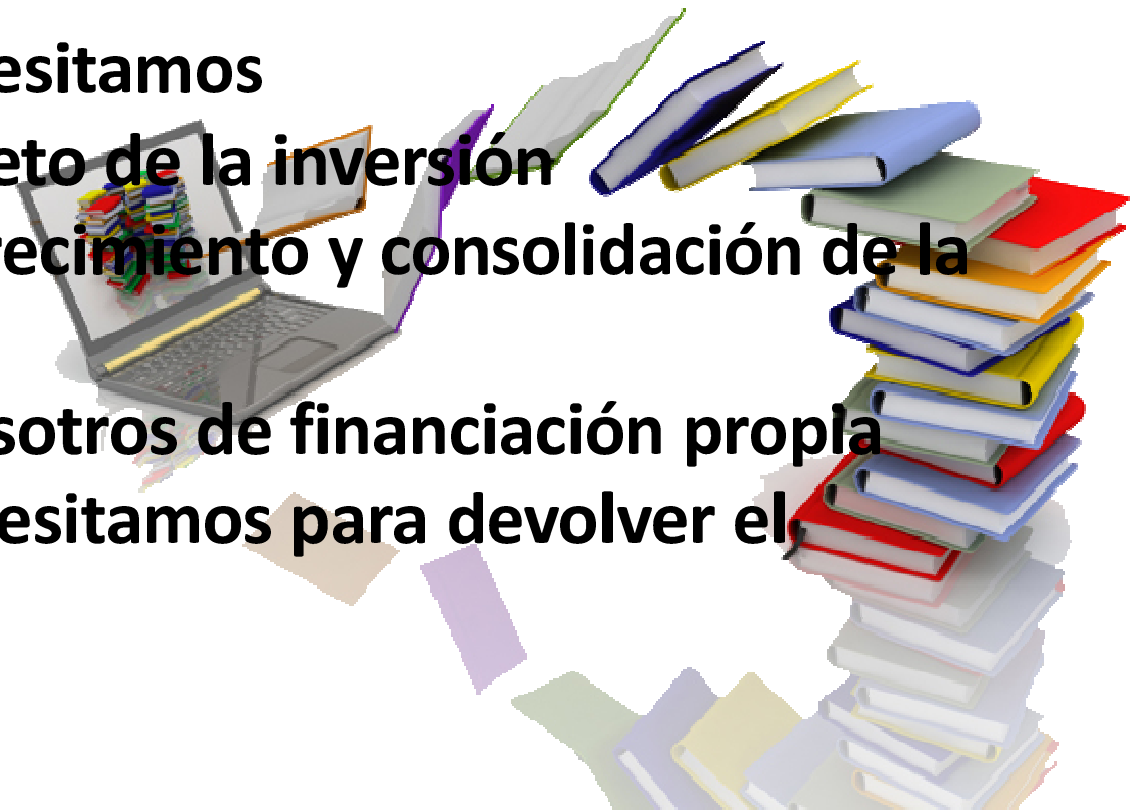 esitamos
eto de la inversión
recimiento y consolidación de la
sotros de financiación propia
esitamos para devolver el